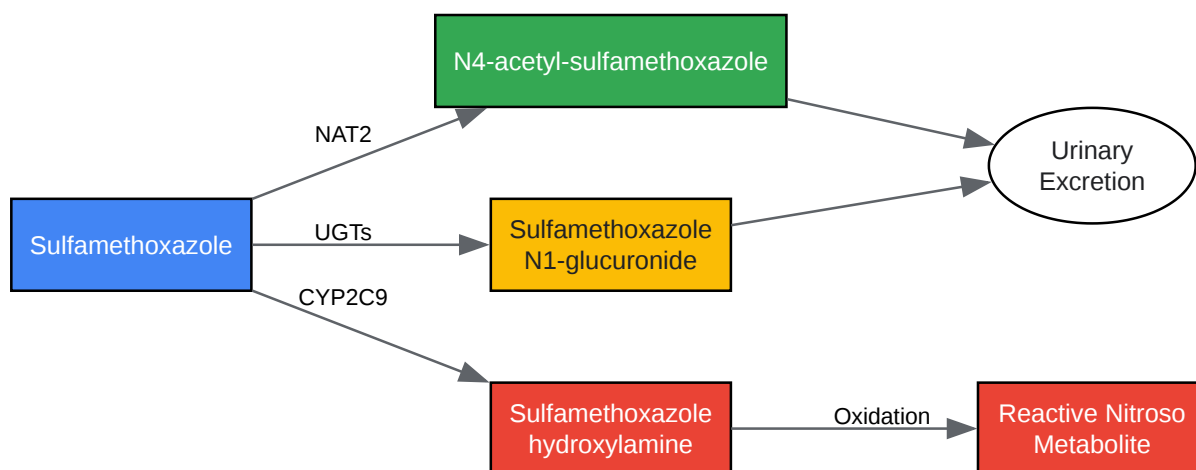 N4-acetyl-sulfamethoxazole
NAT2
Urinary
Excretion
Sulfamethoxazole
UGTs
Sulfamethoxazole
N1-glucuronide
CYP2C9
Sulfamethoxazole
hydroxylamine
Oxidation
Reactive Nitroso
Metabolite